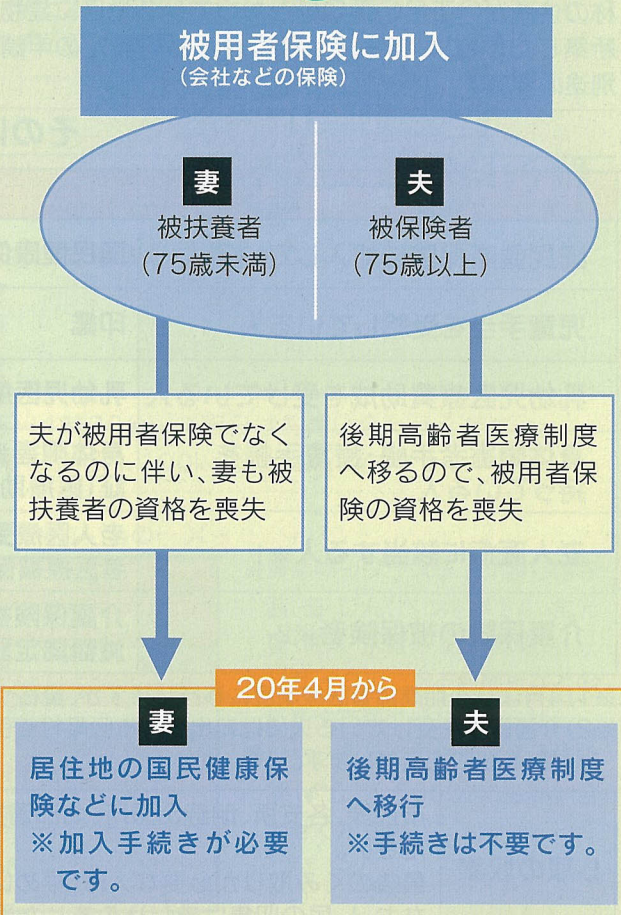 被用者保険に加入
(会社などの保険)
妻
被扶養者
(75歳未満)
夫
被保険者
(75歳以上)
夫が被用者保険でなく
なるのに伴い、妻も被
扶養者の資格を喪失
後期高齢者医療制度
へ移るので、被用者保
険の資格を喪失
20年4月から
妻
居住地の国民健康保
険などに加入
※加入手続きが必要
です。
夫
後期高齢者医療制度
へ移行
※手続きは不要です。